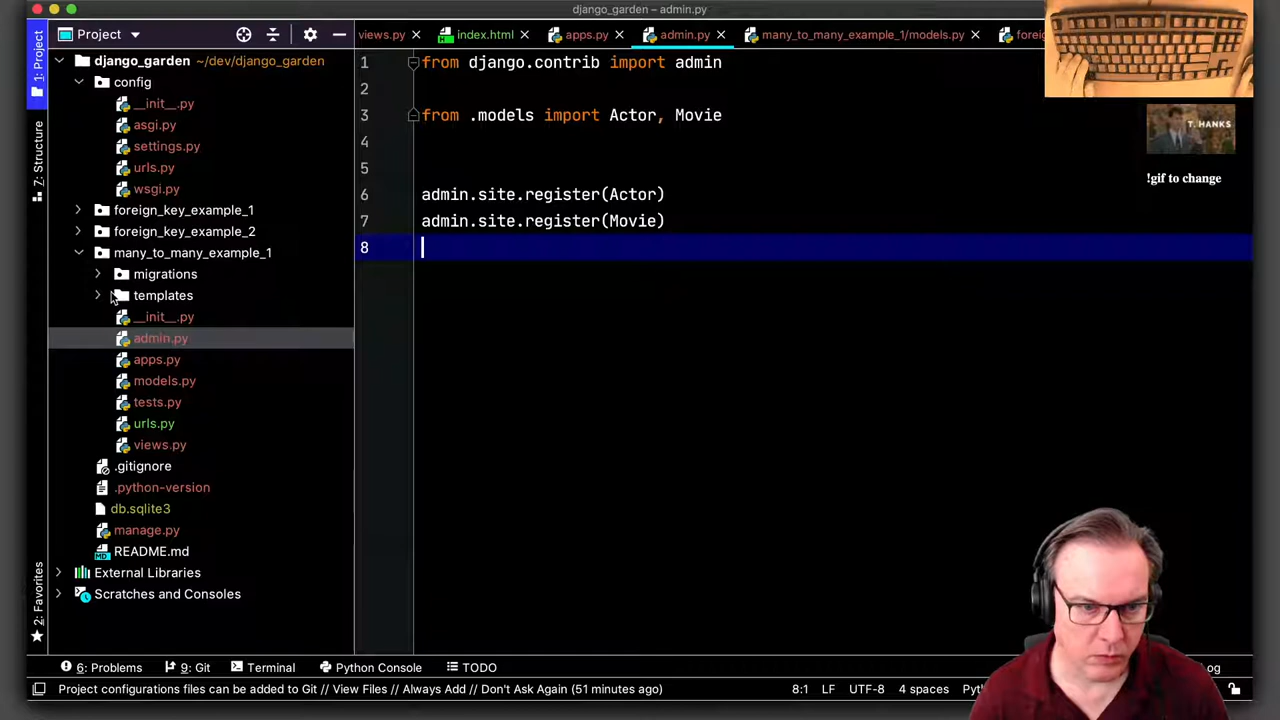 django_garden – admin.py
Project
views.py
index.html
apps.py
admin.py
many_to_many_example_1/models.py
1: Project
7: Structure
2: Favorites
django_garden ~/dev/django_garden
config
__init__.py
asgi.py
settings.py
urls.py
wsgi.py
foreign_key_example_1
foreign_key_example_2
many_to_many_example_1
migrations
templates
__init__.py
admin.py
apps.py
models.py
tests.py
urls.py
views.py
.gitignore
.python-version
db.sqlite3
manage.py
README.md
External Libraries
Scratches and Consoles
1 from django.contrib import admin
2
3 from .models import Actor, Movie
4
5
6 admin.site.register(Actor)
7 admin.site.register(Movie)
8
T. HANKS
!gif to change
6: Problems
9: Git
Terminal
Python Console
TODO
Project configurations files can be added to Git // View Files // Always Add // Don't Ask Again (51 minutes ago)
8:1
LF
UTF-8
4 spaces